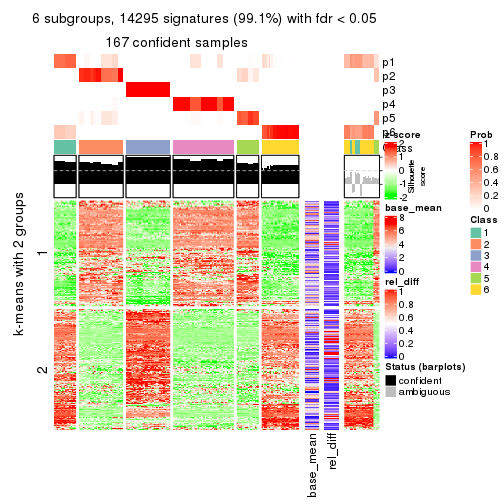 6 subgroups, 14295 signatures (99.1%) with fdr < 0.05
167 confident samples
p1
p2
p3
p4
p5
p6
Class
Silhouette
score
z-score
2
1
0
-1
-2
Prob
1
0.8
0.6
0.4
0.2
0
base_mean
8
6
4
2
0
Class
1
2
3
4
5
6
rel_diff
1
0.8
0.6
0.4
0.2
0
Status (barplots)
confident
ambiguous
k-means with 2 groups
1
2
base_mean
rel_diff